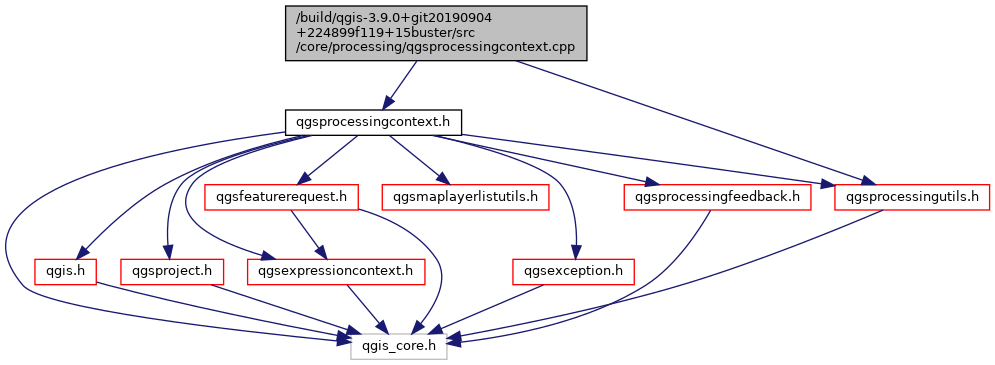 /build/qgis-3.9.0+git20190904
+224899f119+15buster/src
/core/processing/qgsprocessingcontext.cpp
qgsprocessingcontext.h
qgsfeaturerequest.h
qgsmaplayerlistutils.h
qgsprocessingfeedback.h
qgsprocessingutils.h
qgis.h
qgsproject.h
qgsexpressioncontext.h
qgsexception.h
qgis_core.h